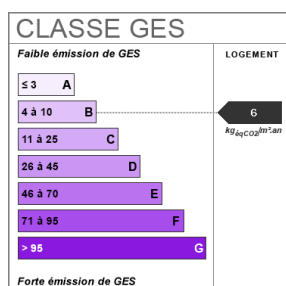 CLASSE GES
Faible émission de GES
LOGEMENT
≤ 3 A
4 à 10 B
6
kgéqCO2/m².an
11 à 25 C
26 à 45 D
46 à 70 E
71 à 95 F
> 95 G
Forte émission de GES